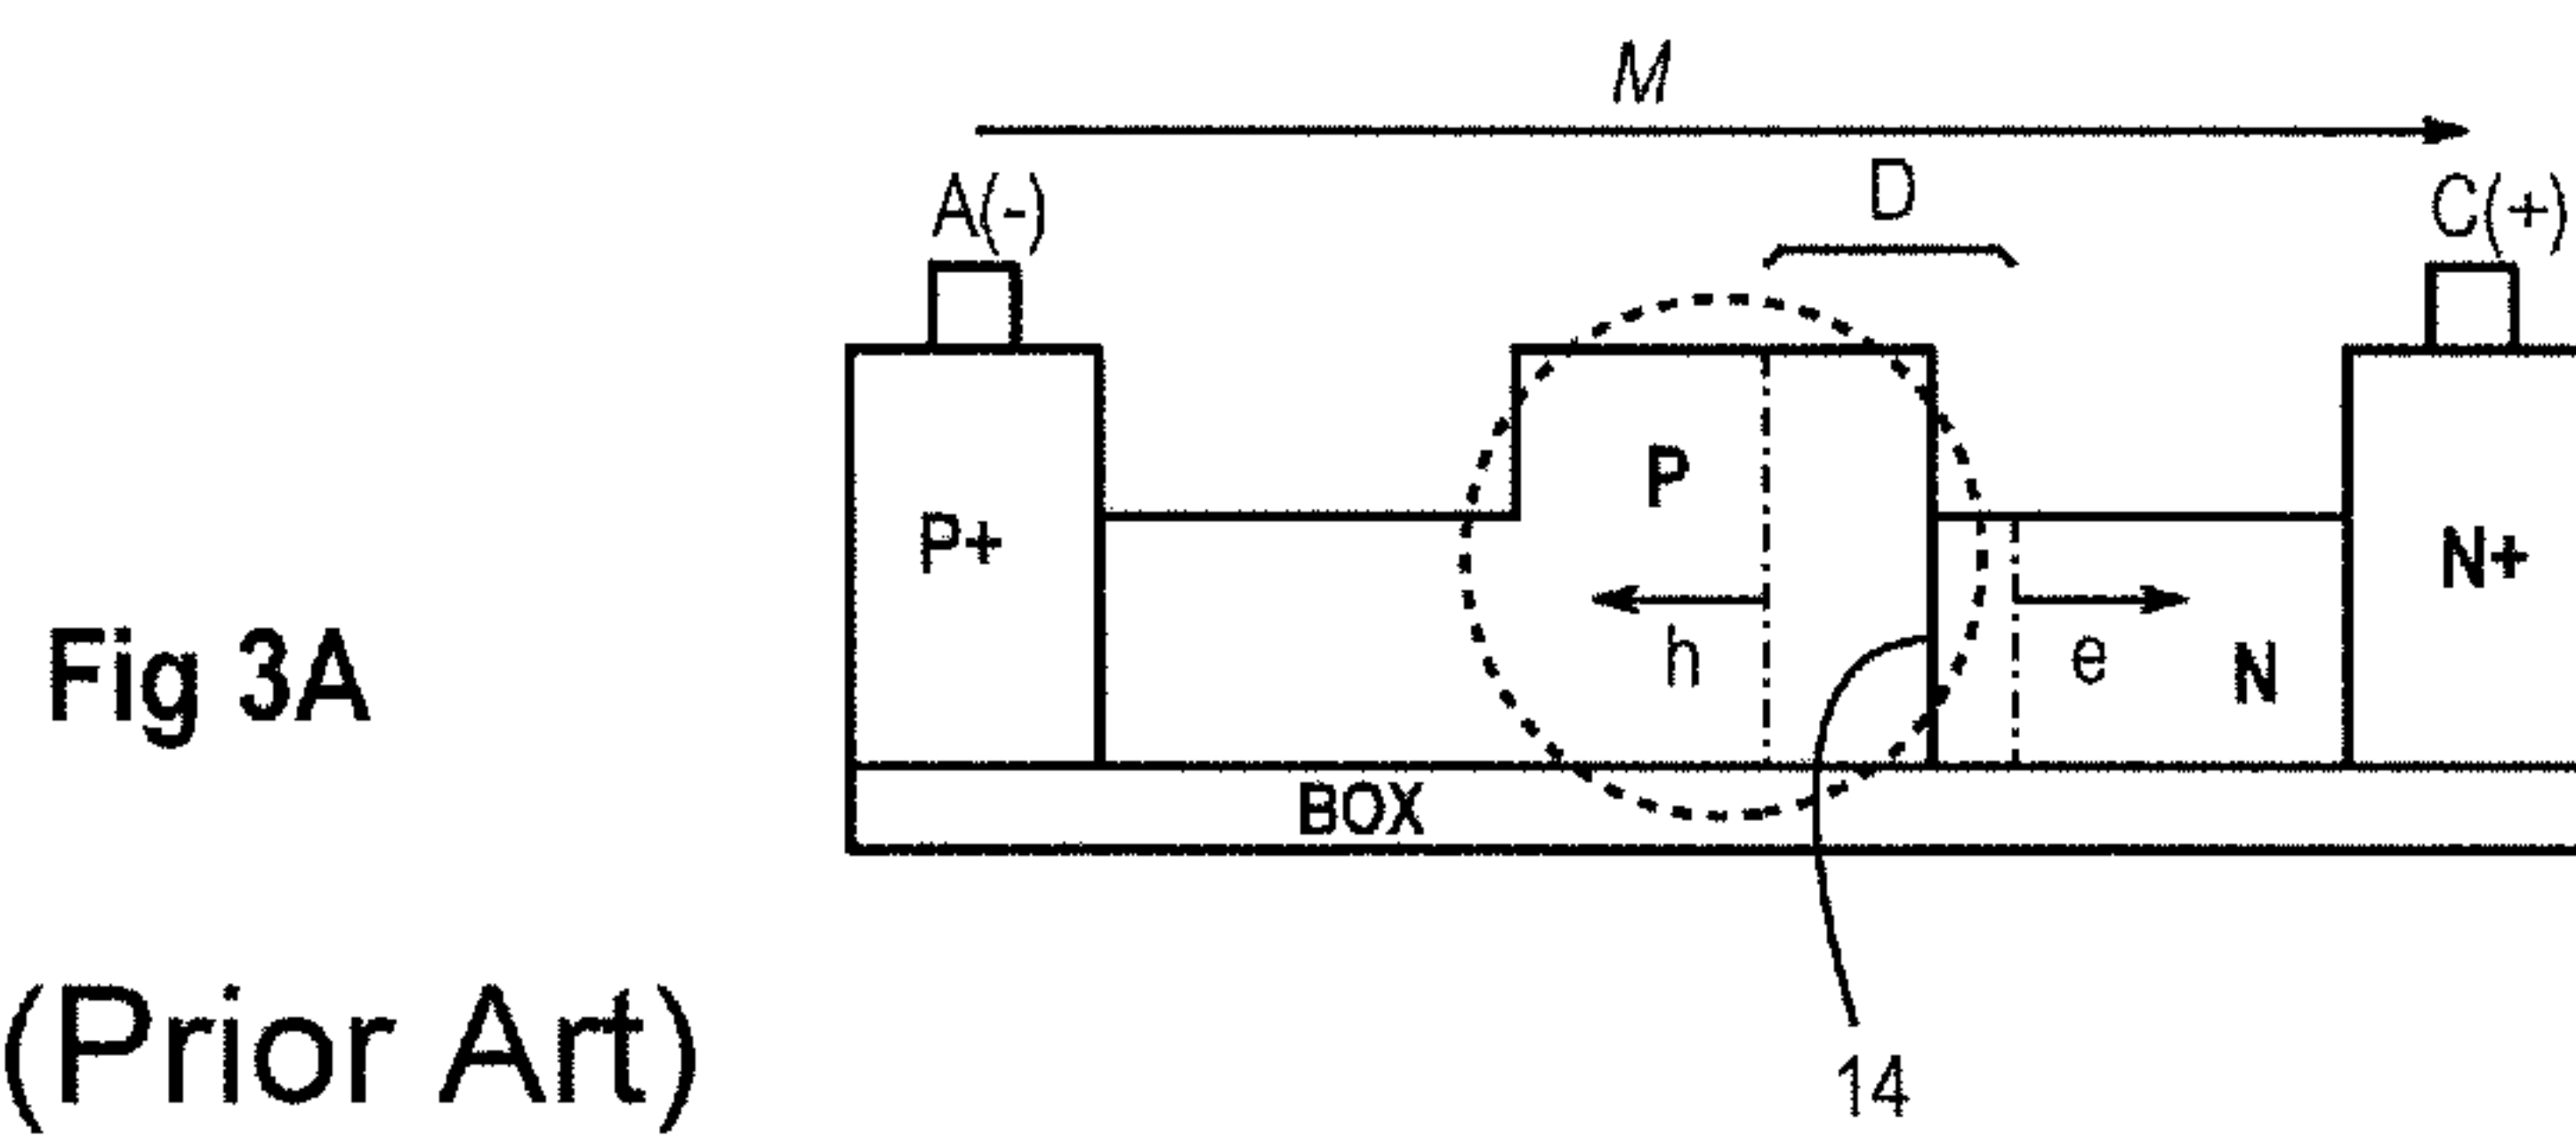 M
D
A(-)
C(+)
P
P+
N+
h
e
N
Fig 3A
BOX
(Prior Art)
14